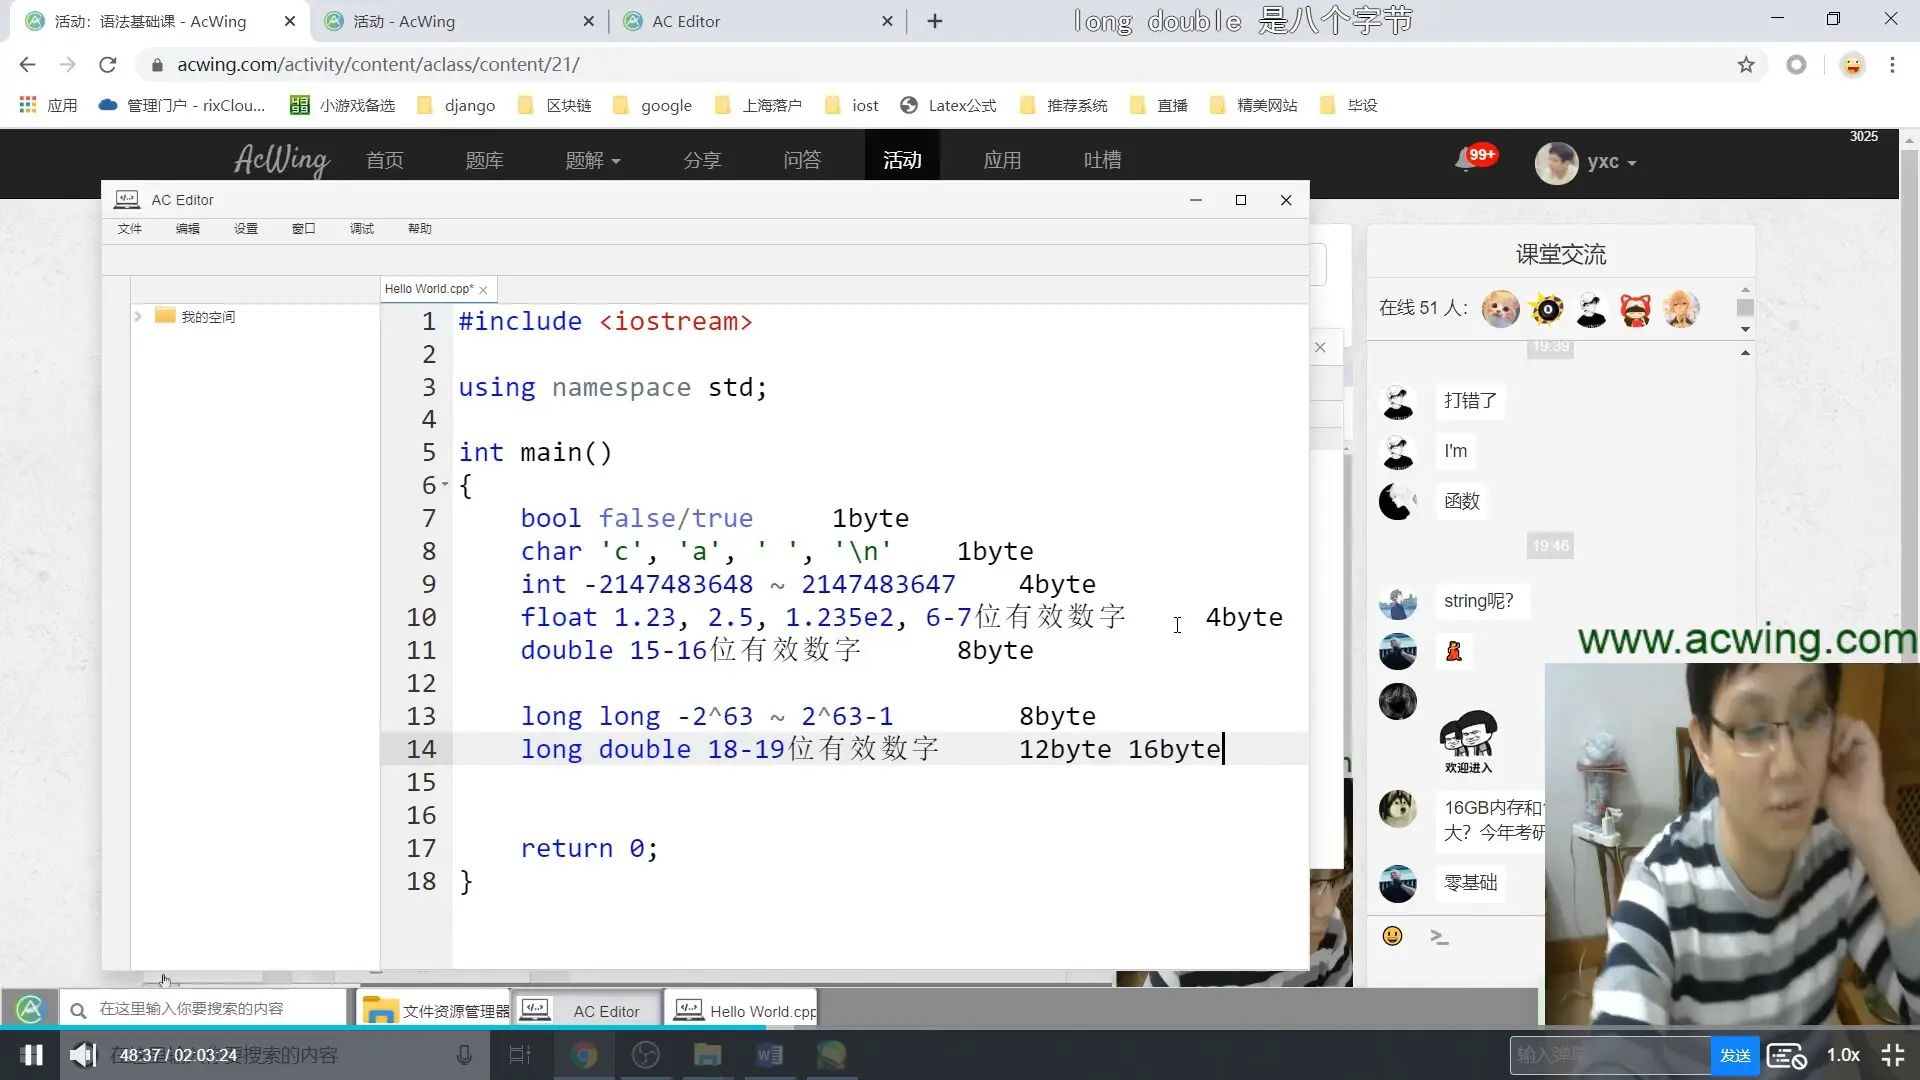 活动：语法基础课 - AcWing
活动 - AcWing
AC Editor
long double 是八个字节
acwing.com/activity/content/aclass/content/21/
应用
管理门户 - rixClou...
小游戏备选
django
区块链
google
上海落户
iost
Latex公式
推荐系统
直播
精美网站
毕设
3025
AcWing
首页
题库
题解
分享
问答
活动
应用
吐槽
99+
yxc
AC Editor
文件
编辑
设置
窗口
调试
帮助
我的空间
Hello World.cpp*
1 #include <iostream>
2
3 using namespace std;
4
5 int main()
6 {
7 bool false/true 1byte
8 char 'c', 'a', ' ', '\n' 1byte
9 int -2147483648 ~ 2147483647 4byte
10 float 1.23, 2.5, 1.235e2, 6-7位有效数字 4byte
11 double 15-16位有效数字 8byte
12
13 long long -2^63 ~ 2^63-1 8byte
14 long double 18-19位有效数字 12byte 16byte
15
16
17 return 0;
18 }
课堂交流
在线 51 人：
19:39
打错了
I'm
函数
19:46
string呢?
欢迎进入
16GB内存和
大？今年考研
零基础
www.acwing.com
在这里输入你要搜索的内容
文件资源管理器
AC Editor
Hello World.cpp
48:37 / 02:03:24
在这里输入你要搜索的内容
发送
1.0x